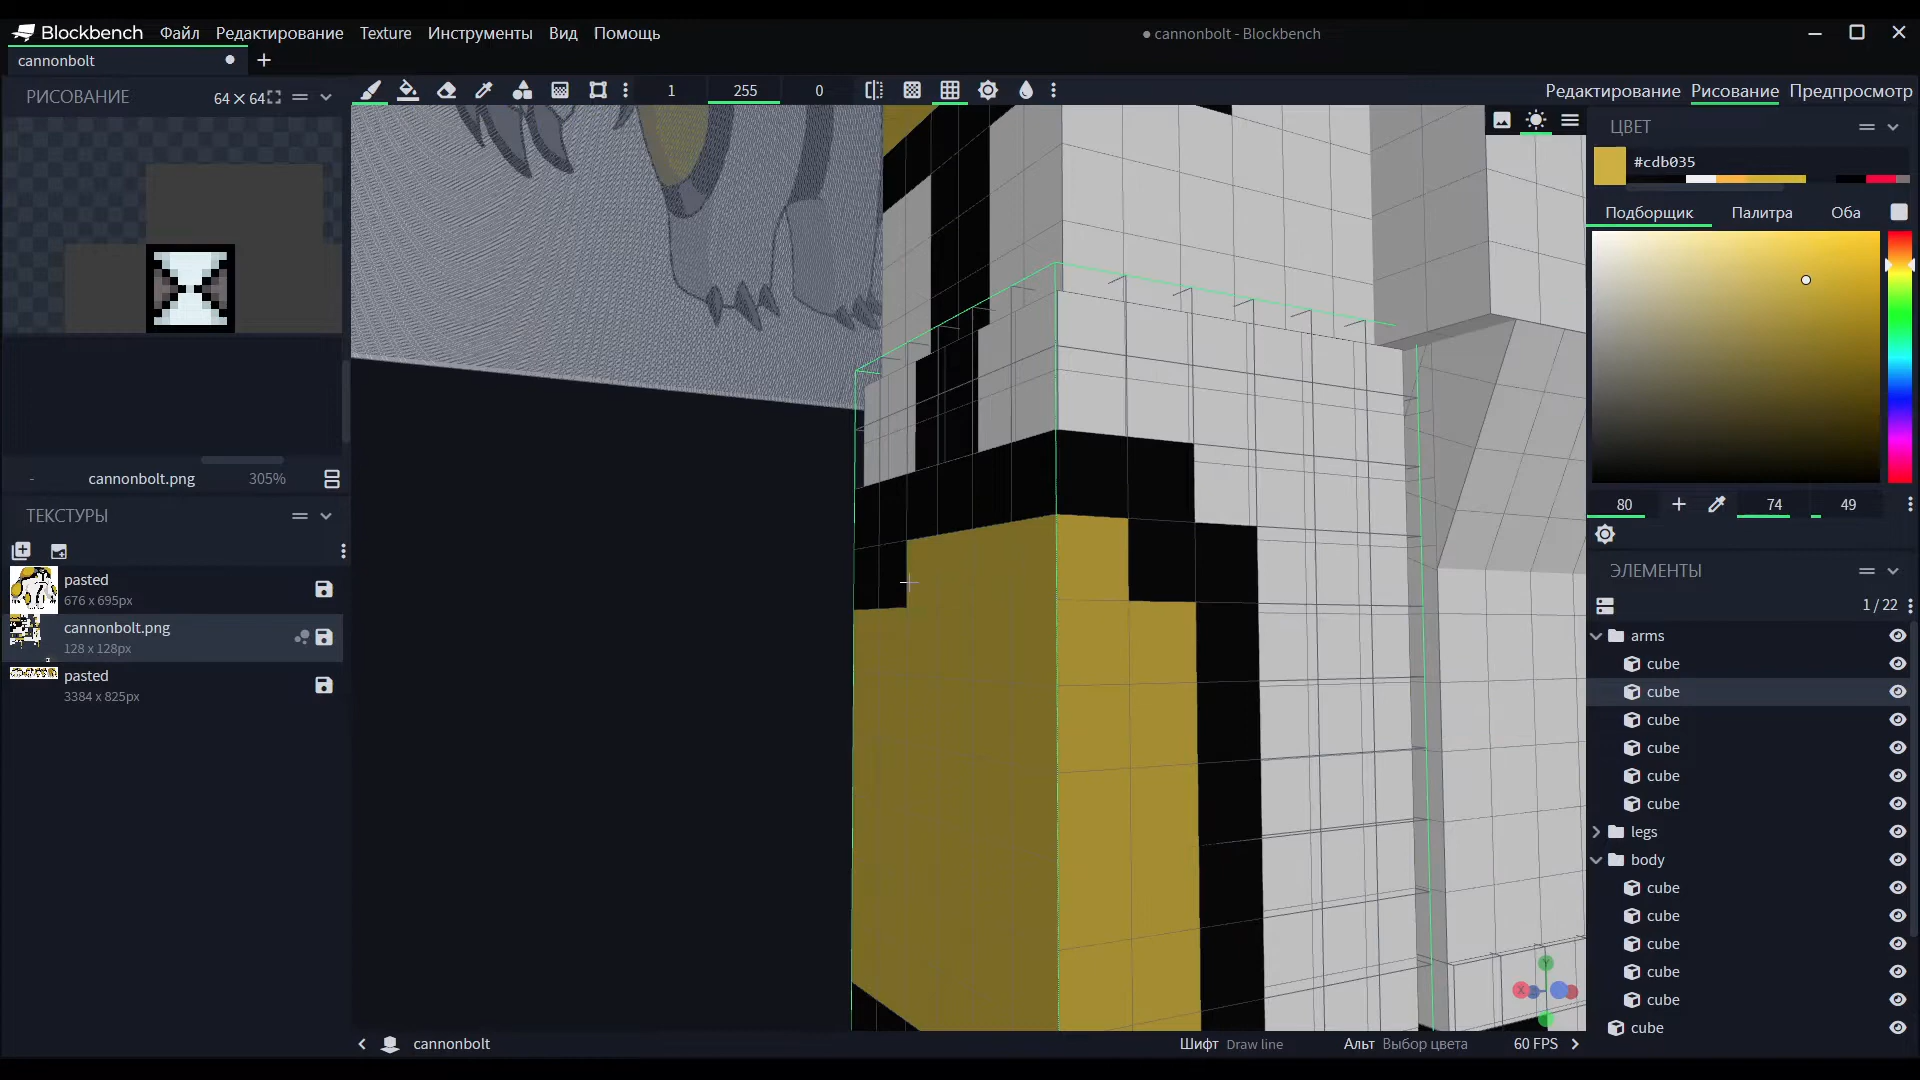 Blockbench Файл Редактирование Texture Инструменты Вид Помощь
cannonbolt - Blockbench
cannonbolt
РИСОВАНИЕ 64 × 64
1 255 0
Редактирование Рисование Предпросмотр
ЦВЕТ
#cdb035
Подборщик Палитра Оба
cannonbolt.png 305%
80 74 49
ТЕКСТУРЫ
pasted
676 x 695px
cannonbolt.png
128 x 128px
pasted
3384 x 825px
ЭЛЕМЕНТЫ
1 / 22
arms
cube
cube
cube
cube
cube
cube
legs
body
cube
cube
cube
cube
cube
cube
X
Y
cannonbolt
Шифт Draw line Альт Выбор цвета 60 FPS